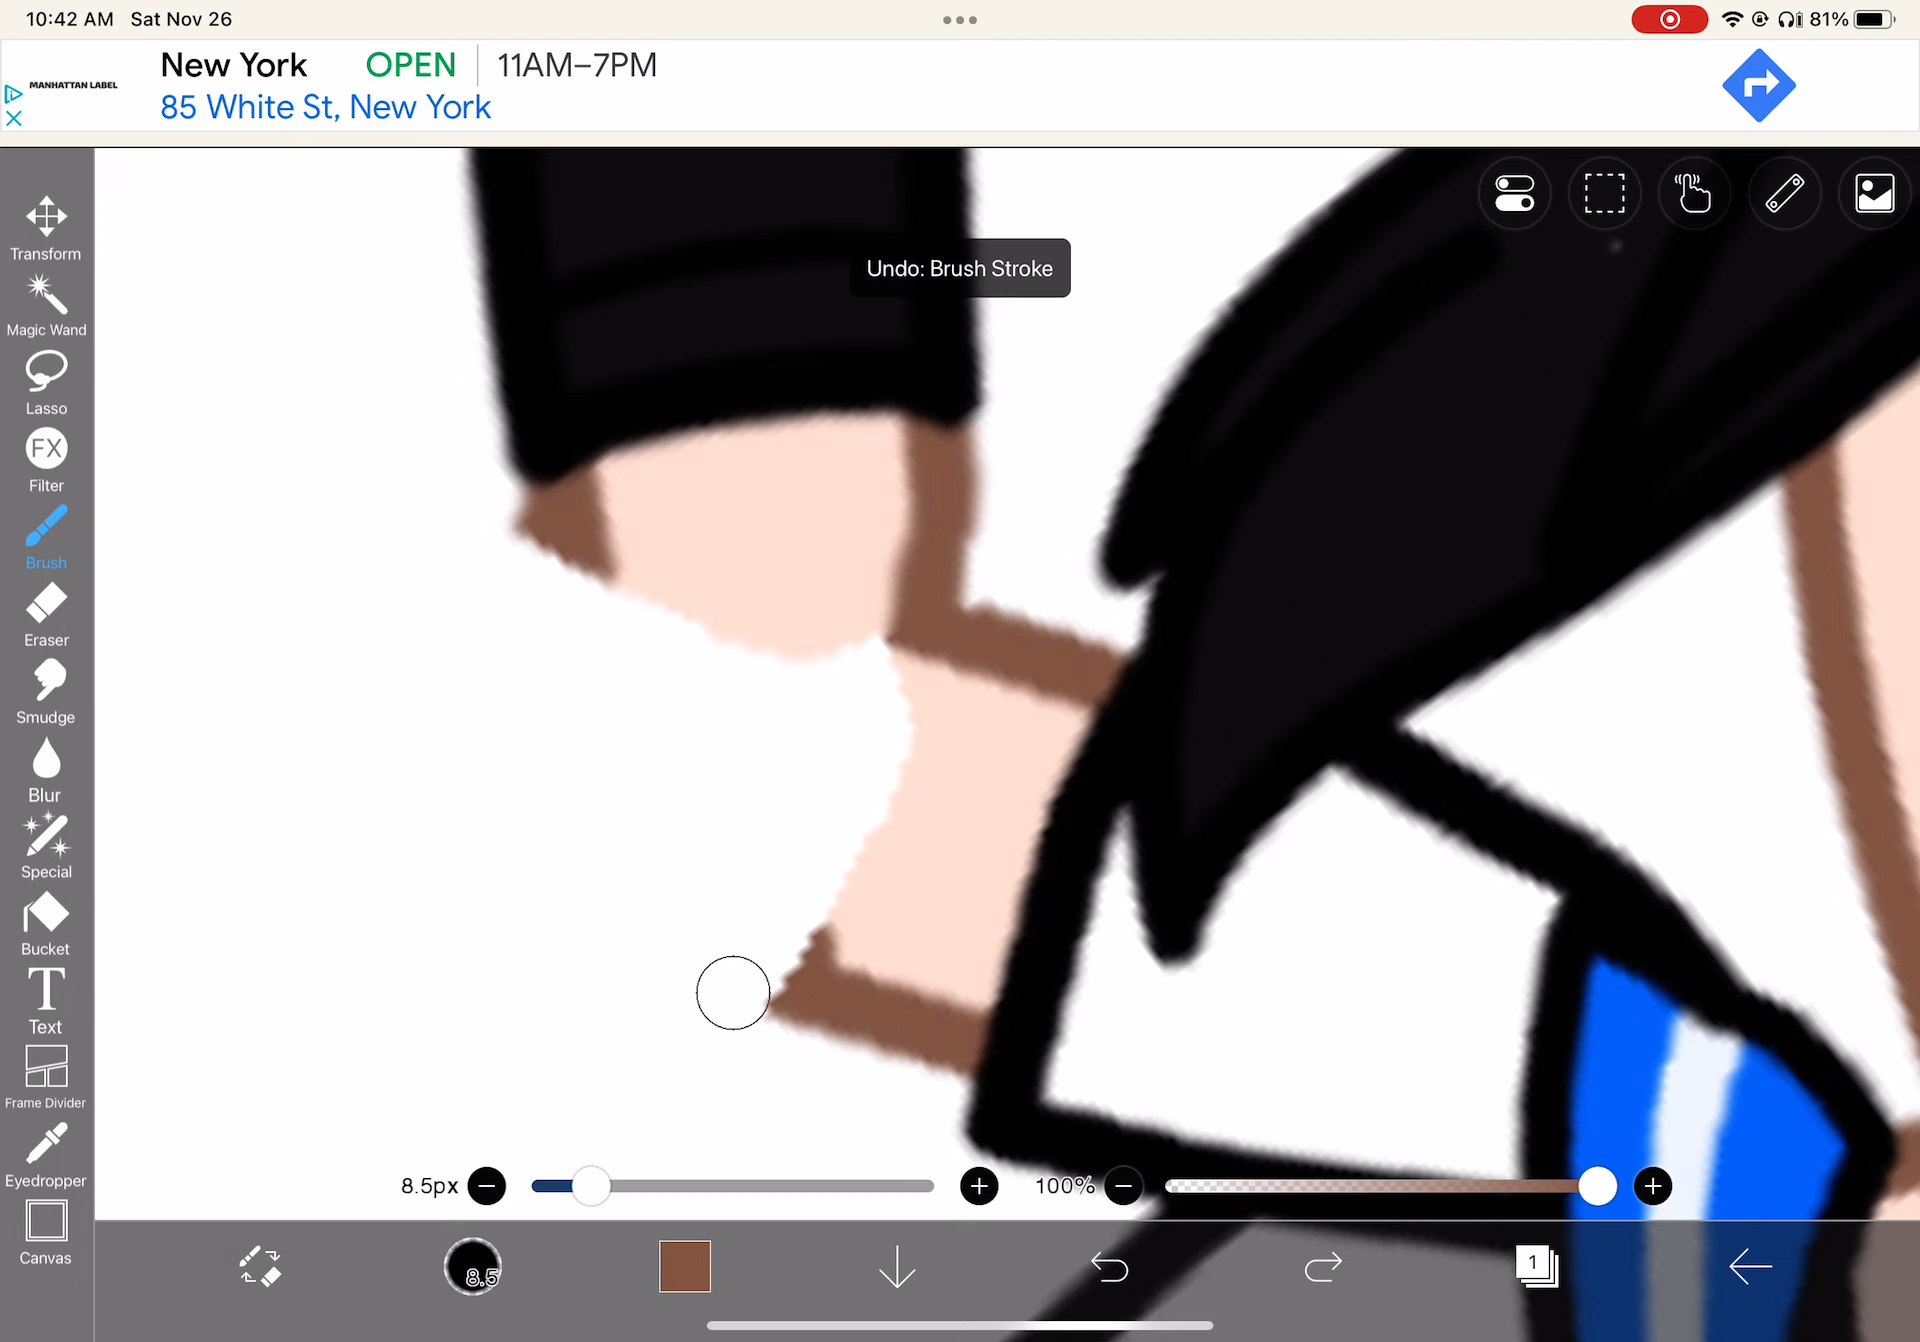 10:42 AM Sat Nov 26
81%
MANHATTAN LABEL
New York OPEN 11AM–7PM
85 White St, New York
Undo: Brush Stroke
Transform
Magic Wand
Lasso
FX
Filter
Brush
Eraser
Smudge
Blur
Special
Bucket
T
Text
Frame Divider
Eyedropper
Canvas
8.5px
100%
8.5
1